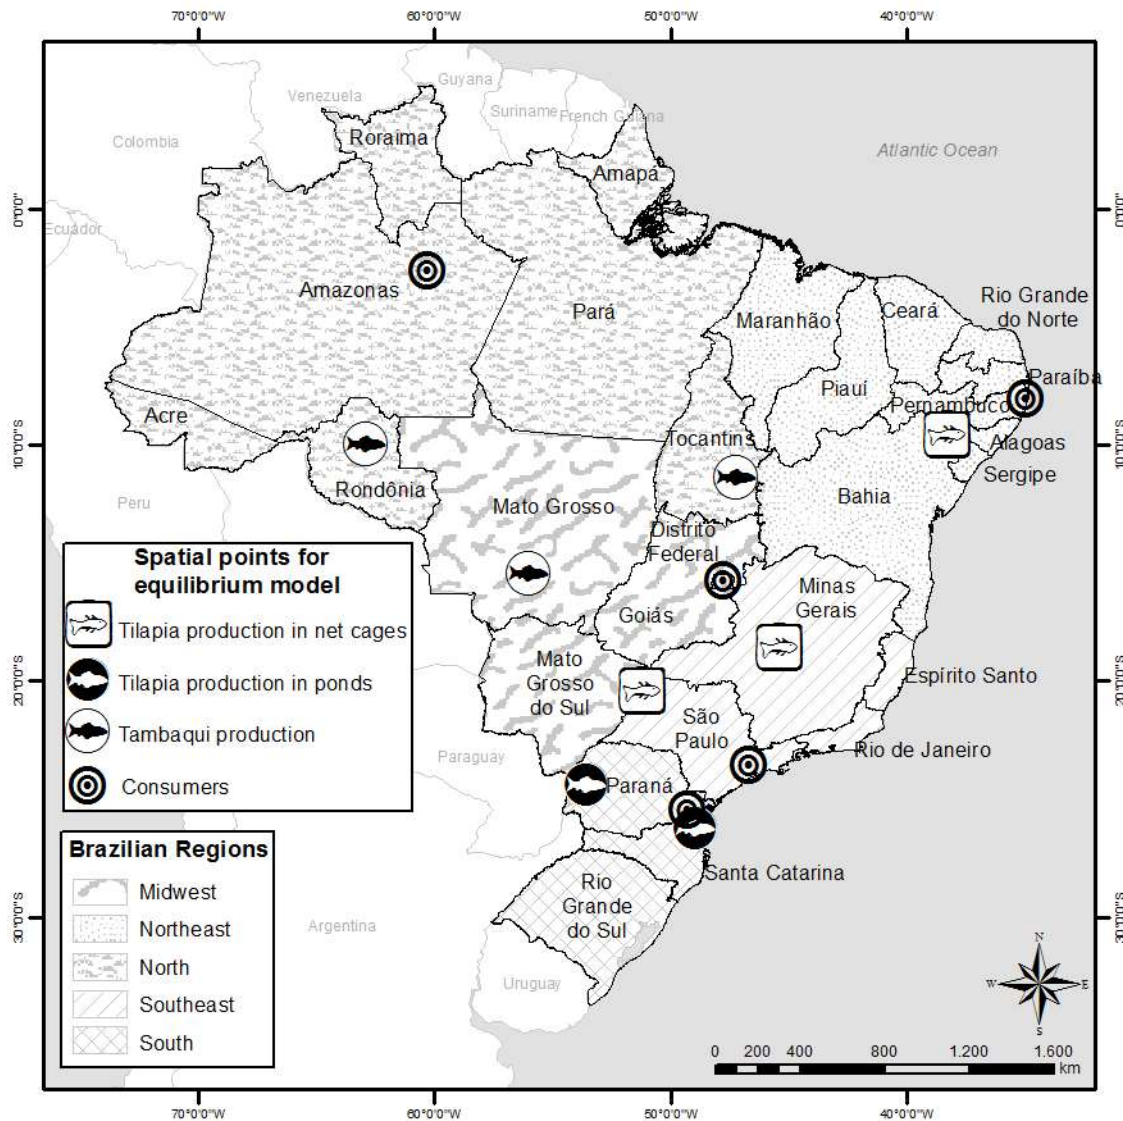 70°0'0"W 60°0'0"W 50°0'0"W 40°0'0"W
Guyana
Venezuela
Suriname
French Guiana
Colombia
Roraima
Atlantic Ocean
Amapá
0°0'0"
0°0'0"
Ecuador
Amazonas
Pará
Maranhão
Ceará
Rio Grande
do Norte
Piauí
Paraíba
Pernambuco
Acre
Tocantins
Alagoas
10°0'0"S
10°0'0"S
Sergipe
Rondônia
Bahia
Peru
Mato Grosso
Distrito
Federal
Minas
Gerais
Goiás
Mato
Grosso
do Sul
Espírito Santo
20°0'0"S
20°0'0"S
São
Paulo
Rio de Janeiro
Paraguay
Paraná
Santa Catarina
Rio
Grande
do Sul
30°0'0"S
30°0'0"S
Argentina
Uruguay
Spatial points for
equilibrium model
Tilapia production in net cages
Tilapia production in ponds
Tambaqui production
Consumers
Brazilian Regions
Midwest
Northeast
North
Southeast
South
N
W E
S
0 200 400 800 1.200 1.600
km
70°0'0"W 60°0'0"W 50°0'0"W 40°0'0"W